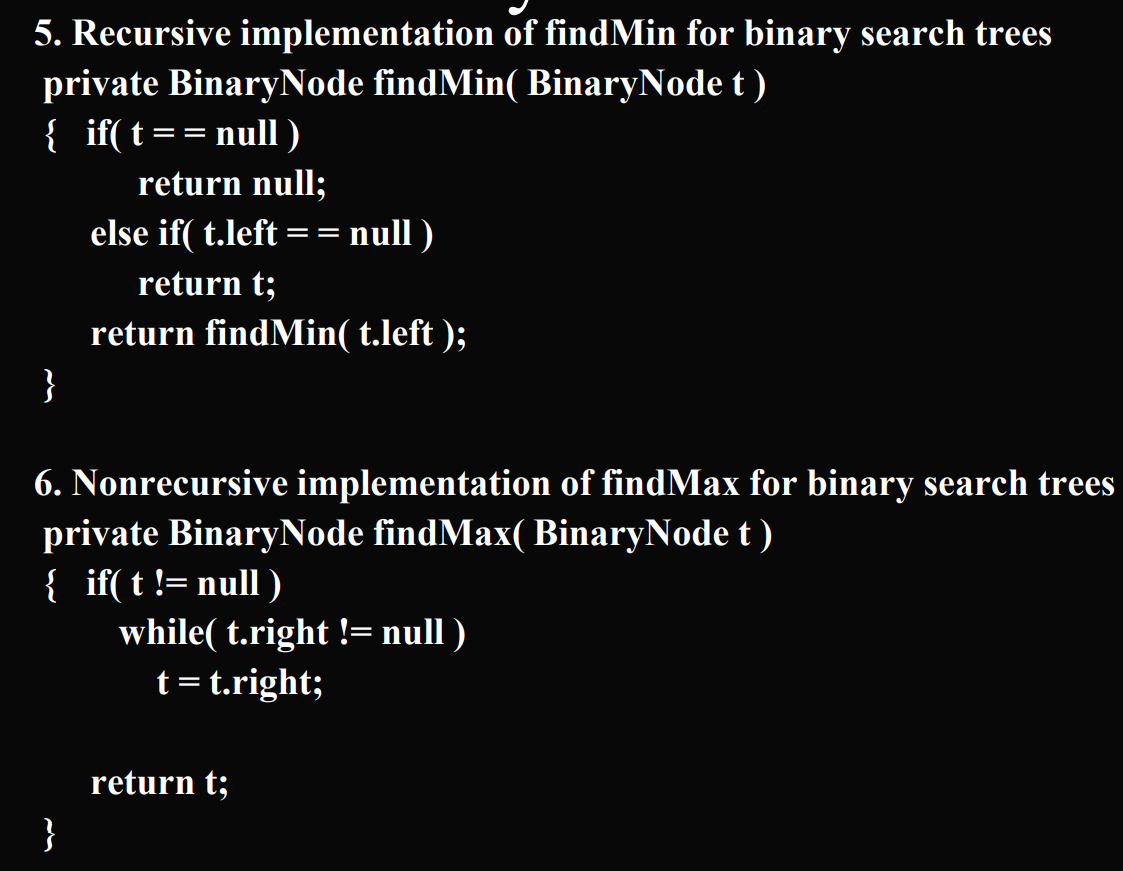 5. Recursive implementation of findMin for binary search trees
private BinaryNode findMin( BinaryNode t )
{ if( t = = null )
return null;
else if( t.left = = null )
return t;
return findMin( t.left );
}
6. Nonrecursive implementation of findMax for binary search trees
private BinaryNode findMax( BinaryNode t )
{ if( t != null )
while( t.right != null )
t = t.right;
return t;
}